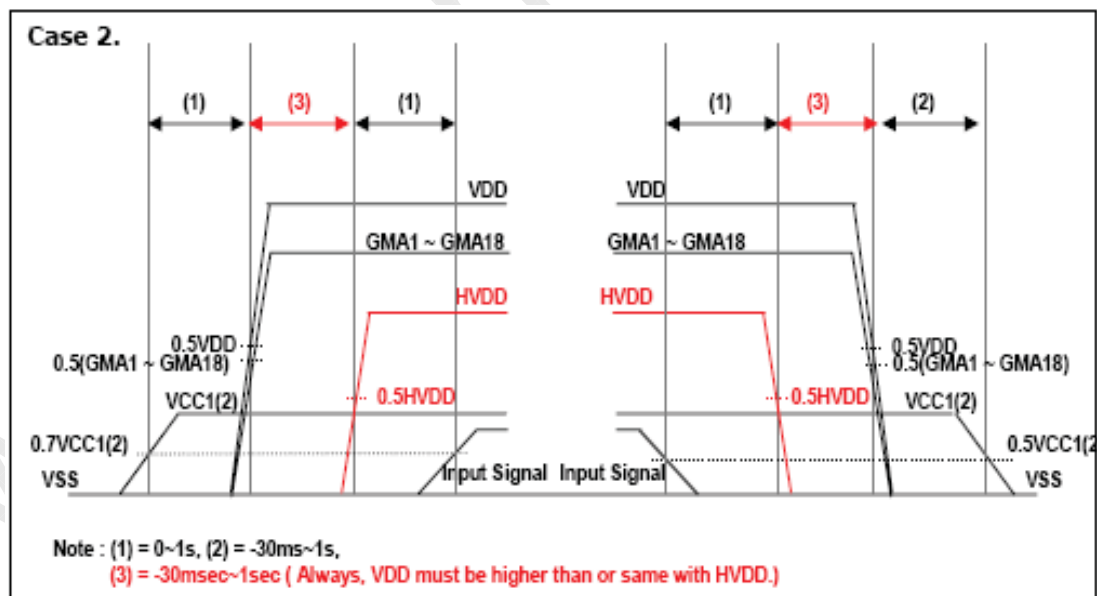 Case 2.
(1) (3) (1) (1) (3) (2)
VDD VDD
GMA1 ~ GMA18 GMA1 ~ GMA18
HVDD HVDD
0.5VDD 0.5VDD
0.5(GMA1 ~ GMA18) 0.5(GMA1 ~ GMA18)
0.5HVDD 0.5HVDD
VCC1(2) VCC1(2)
0.7VCC1(2) 0.5VCC1(2
VSS Input Signal Input Signal VSS
Note : (1) = 0~1s, (2) = -30ms~1s,
(3) = -30msec~1sec ( Always, VDD must be higher than or same with HVDD.)